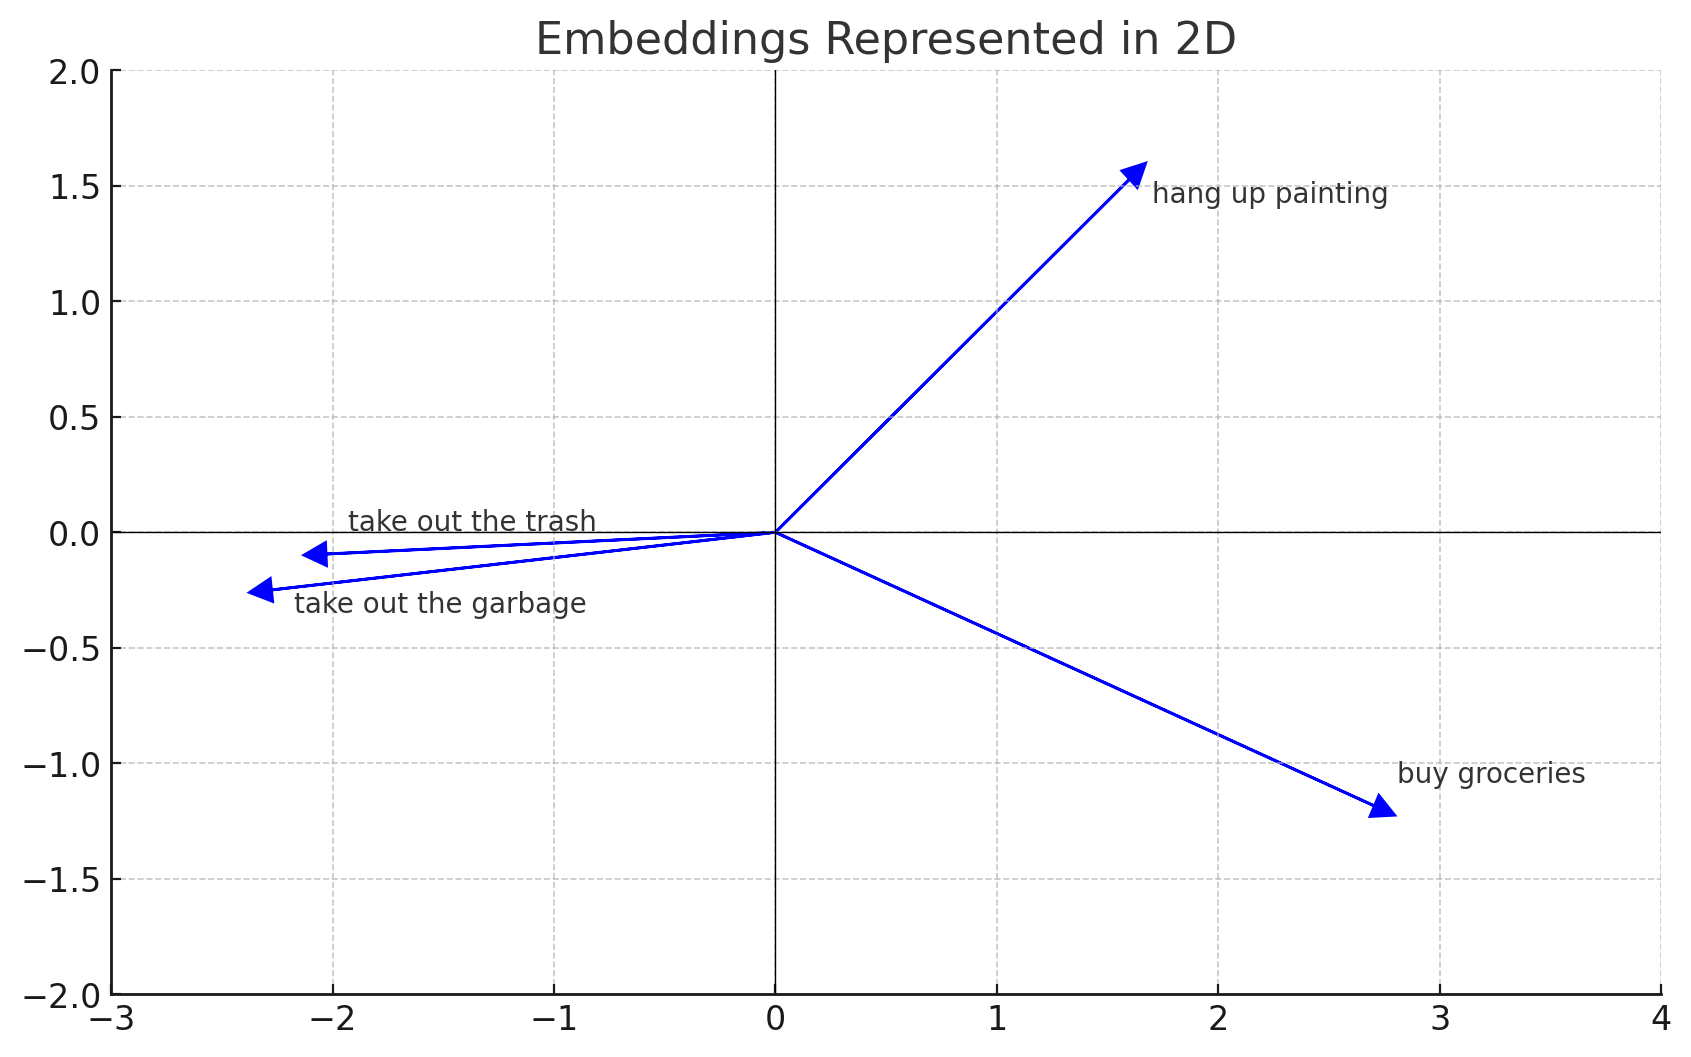 Embeddings Represented in 2D
2.0
1.5
hang up painting
1.0
0.5
take out the trash
0.0
take out the garbage
−0.5
−1.0
buy groceries
−1.5
−2.0
−3 −2 −1 0 1 2 3 4